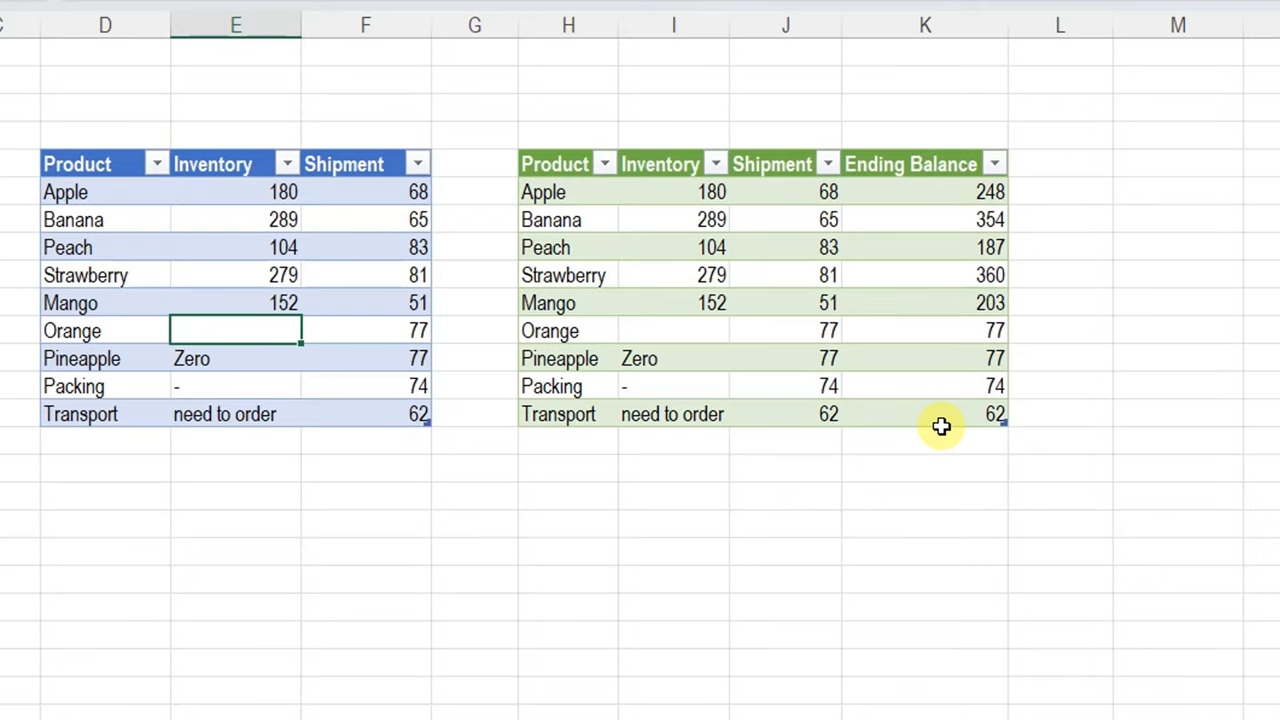 D E F G H I J K L M
Product Inventory Shipment Product Inventory Shipment Ending Balance
Apple 180 68 Apple 180 68 248
Banana 289 65 Banana 289 65 354
Peach 104 83 Peach 104 83 187
Strawberry 279 81 Strawberry 279 81 360
Mango 152 51 Mango 152 51 203
Orange 77 Orange 77 77
Pineapple Zero 77 Pineapple Zero 77 77
Packing - 74 Packing - 74 74
Transport need to order 62 Transport need to order 62 62